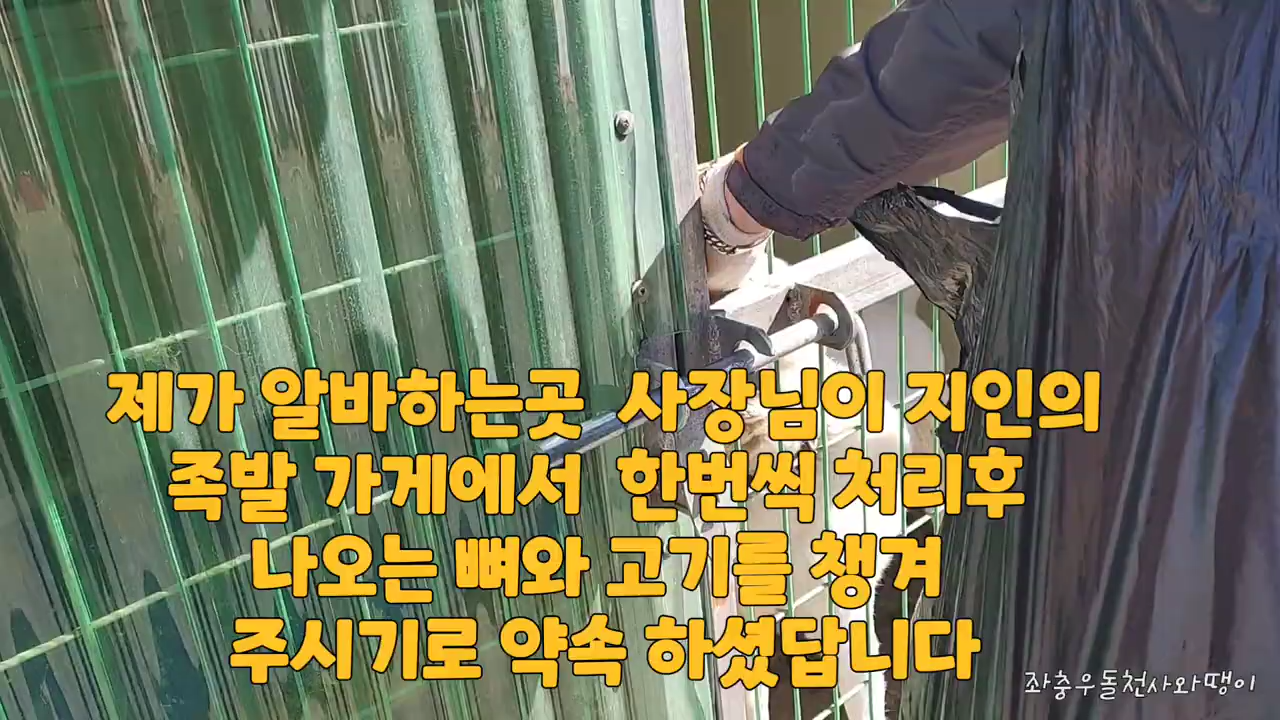 제가 알바하는곳 사장님이 지인의
족발 가게에서 한번씩 처리후
나오는 뼈와 고기를 챙겨
주시기로 약속 하셨답니다
좌충우돌천사와땡이